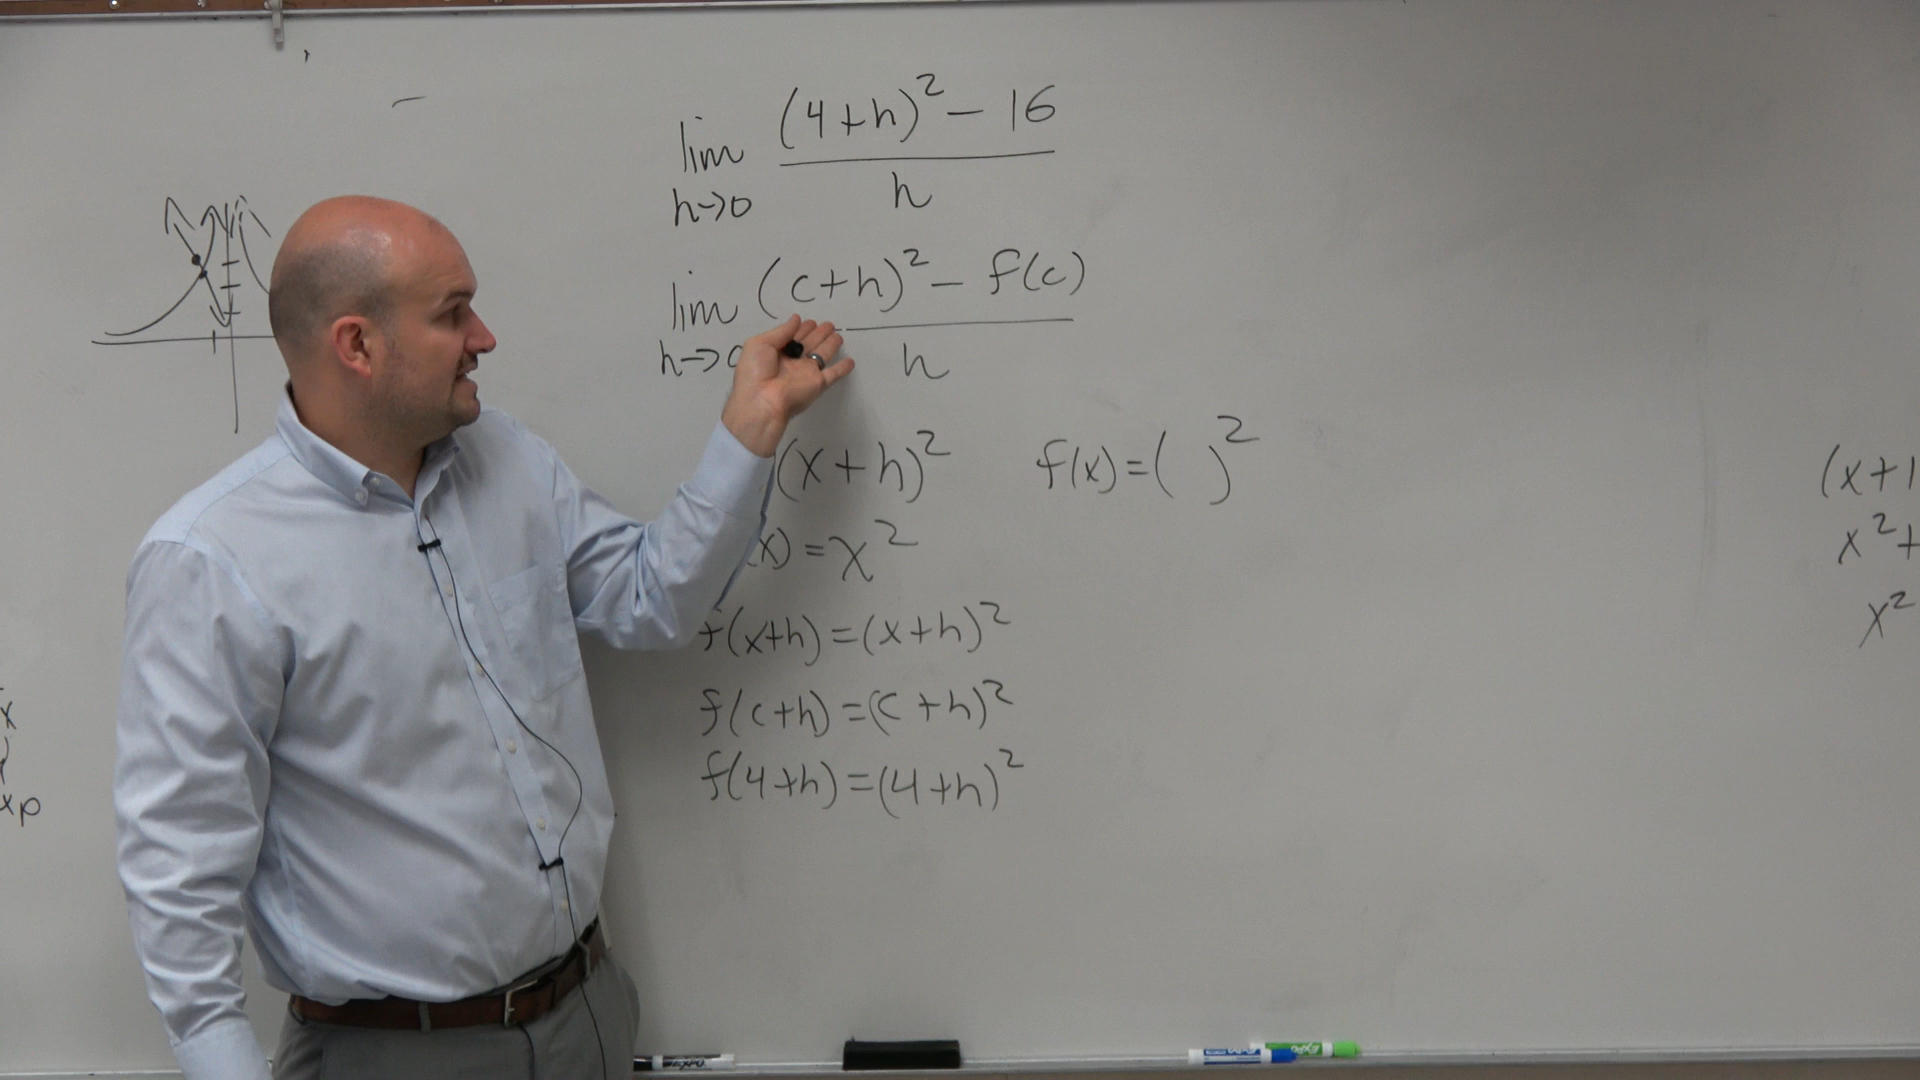 lim (4+h)² – 16
h→0 h
lim (c+h)² – f(c)
h→0 h
(x+h)² f(x)=( )²
x) = x²
f(x+h) = (x+h)²
f(c+h) = (c+h)²
f(4+h) = (4+h)²
(x+1
x²+
x²
x
xp
EXPO